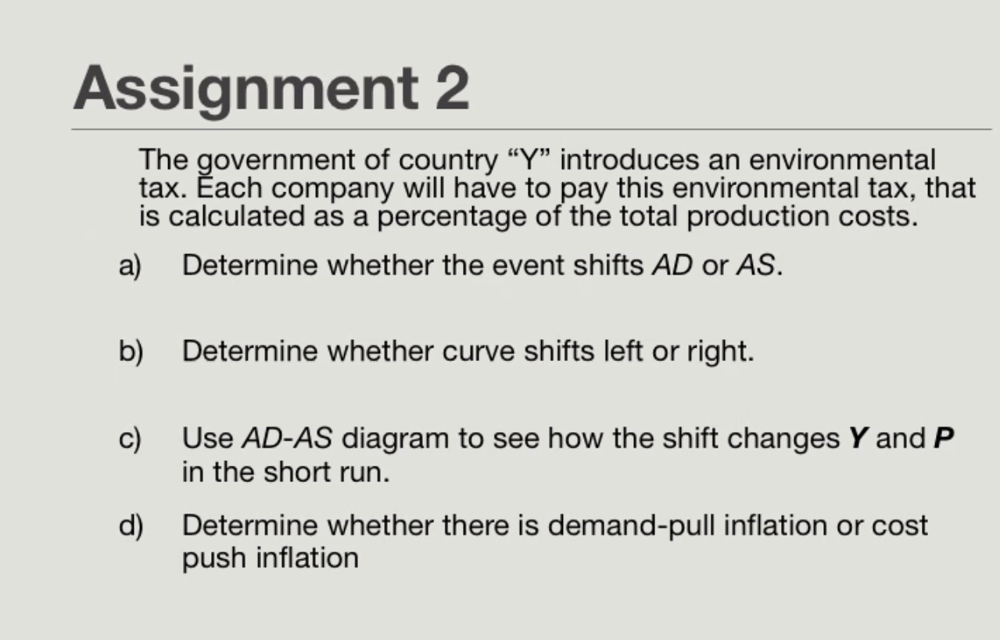 Assignment 2
The government of country “Y” introduces an environmental
tax. Each company will have to pay this environmental tax, that
is calculated as a percentage of the total production costs.
a) Determine whether the event shifts AD or AS.
b) Determine whether curve shifts left or right.
c) Use AD-AS diagram to see how the shift changes Y and P
in the short run.
d) Determine whether there is demand-pull inflation or cost
push inflation